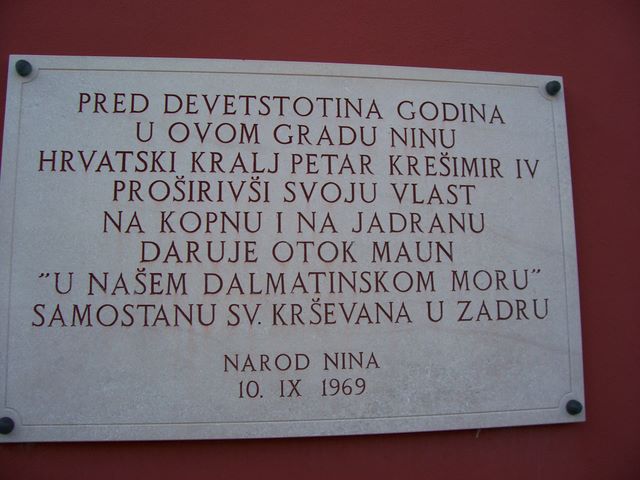 PRED DEVETSTOTINA GODINA
U OVOM GRADU NINU
HRVATSKI KRALJ PETAR KREŠIMIR IV
PROŠIRIVŠI SVOJU VLAST
NA KOPNU I NA JADRANU
DARUJE OTOK MAUN
"U NAŠEM DALMATINSKOM MORU"
SAMOSTANU SV. KRŠEVANA U ZADRU
NAROD NINA
10. IX 1969